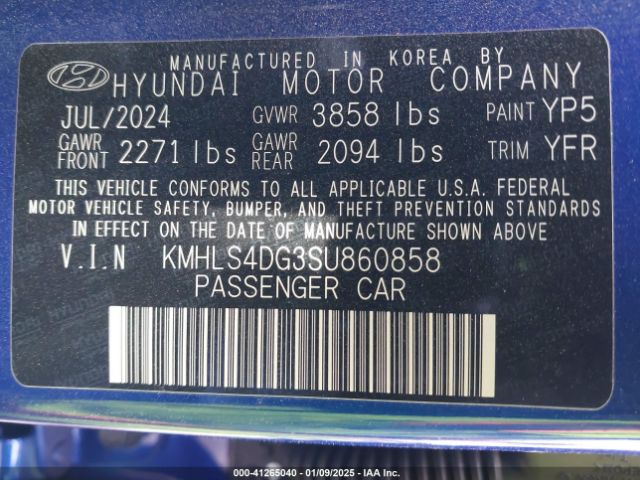 MANUFACTURED IN KOREA BY
HYUNDAI MOTOR COMPANY
JUL/2024 GVWR 3858 lbs PAINT YP5
GAWR FRONT 2271 lbs GAWR REAR 2094 lbs TRIM YFR
THIS VEHICLE CONFORMS TO ALL APPLICABLE U.S.A. FEDERAL
MOTOR VEHICLE SAFETY, BUMPER, AND THEFT PREVENTION STANDARDS
IN EFFECT ON THE DATE OF MANUFACTURE SHOWN ABOVE
V.I.N KMHLS4DG3SU860858
PASSENGER CAR
000-41265040 - 01/09/2025 - IAA Inc.